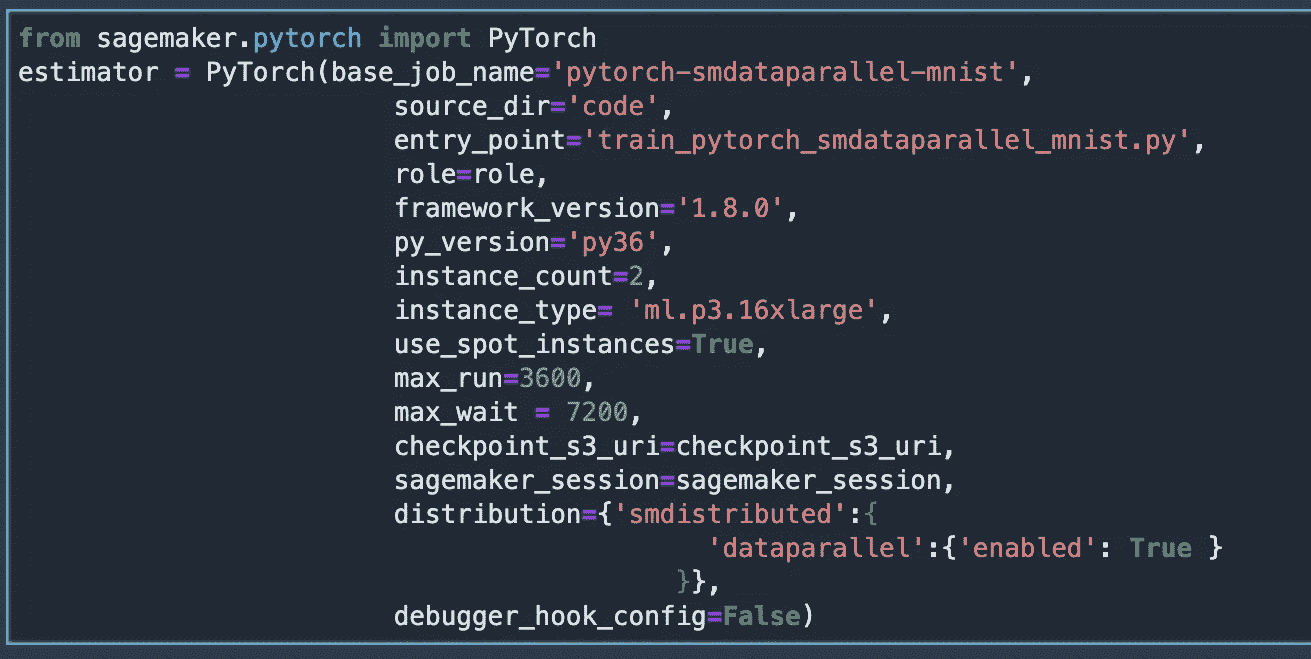 from sagemaker.pytorch import PyTorch
estimator = PyTorch(base_job_name='pytorch-smdataparallel-mnist',
source_dir='code',
entry_point='train_pytorch_smdataparallel_mnist.py',
role=role,
framework_version='1.8.0',
py_version='py36',
instance_count=2,
instance_type= 'ml.p3.16xlarge',
use_spot_instances=True,
max_run=3600,
max_wait = 7200,
checkpoint_s3_uri=checkpoint_s3_uri,
sagemaker_session=sagemaker_session,
distribution={'smdistributed':{
'dataparallel':{'enabled': True }
}},
debugger_hook_config=False)